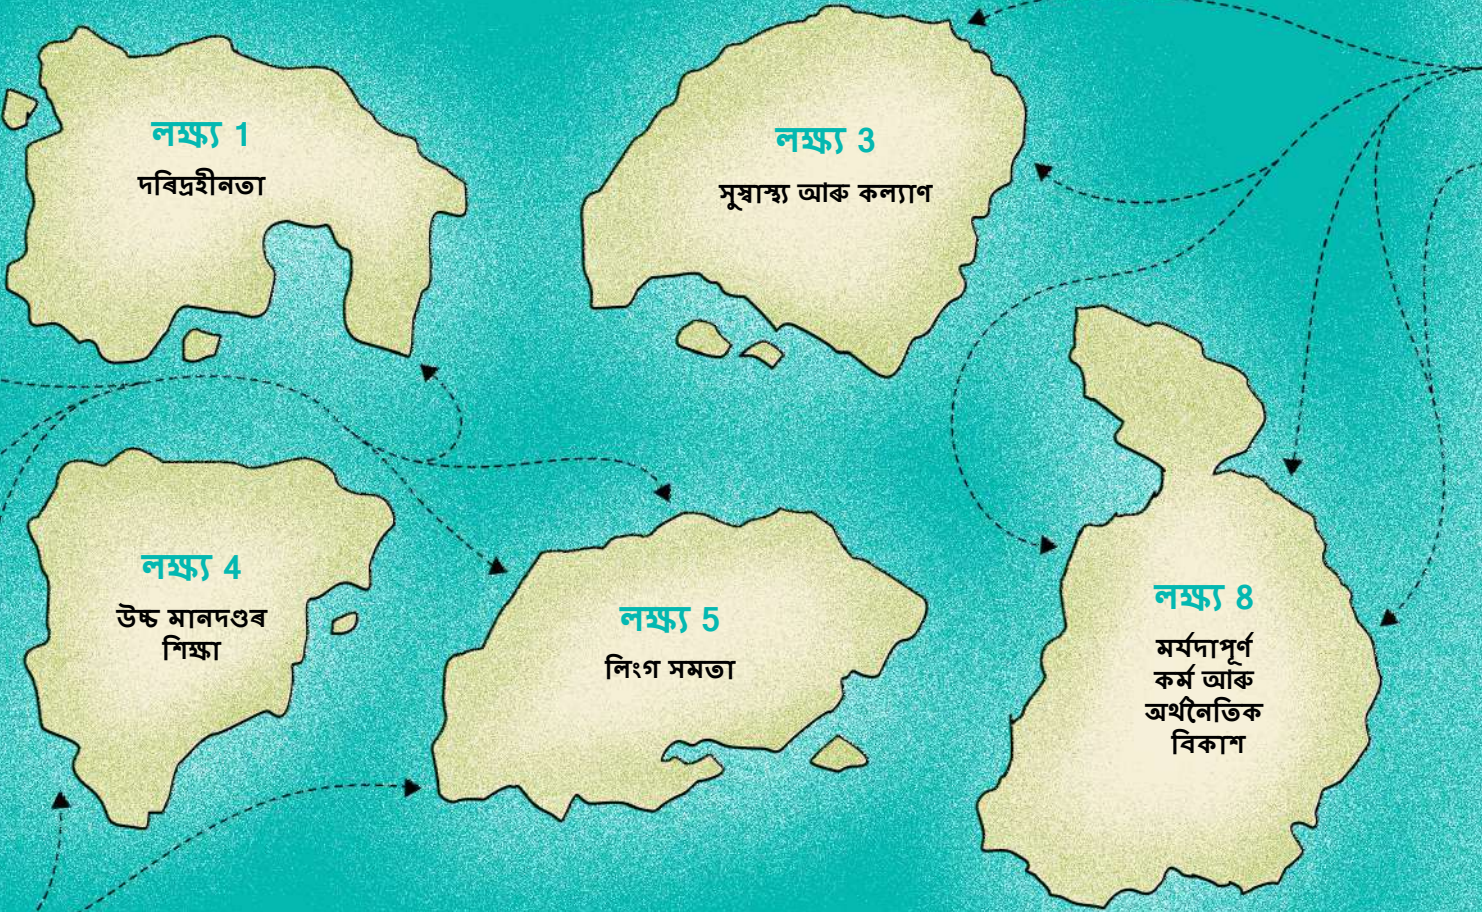 লক্ষ্য 1
দৰিদ্ৰহীনতা
লক্ষ্য 3
সুস্বাস্থ্য আৰু কল্যাণ
লক্ষ্য 4
উচ্চ মানদণ্ডৰ
শিক্ষা
লক্ষ্য 5
লিংগ সমতা
লক্ষ্য 8
মৰ্যদাপূৰ্ণ
কৰ্ম আৰু
অৰ্থনৈতিক
বিকাশ